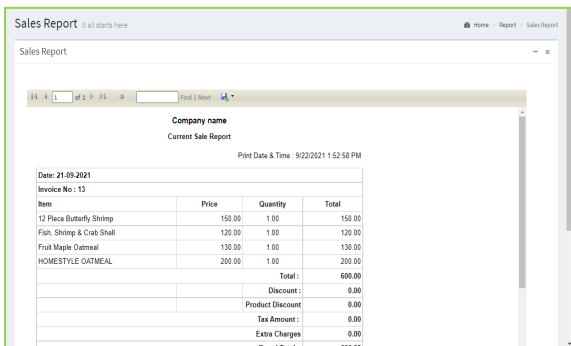 Sales Report it all starts here
Home > Report > Sales Report
Sales Report
1 of 1 Find | Next
Company name
Current Sale Report
Print Date & Time : 9/22/2021 1:52:58 PM
Date: 21-09-2021
Invoice No : 13
Item Price Quantity Total
12 Piece Butterfly Shrimp 150.00 1.00 150.00
Fish, Shrimp & Crab Shell 120.00 1.00 120.00
Fruit Maple Oatmeal 130.00 1.00 130.00
HOMESTYLE OATMEAL 200.00 1.00 200.00
Total : 600.00
Discount : 0.00
Product Discount 0.00
Tax Amount : 0.00
Extra Charges 0.00